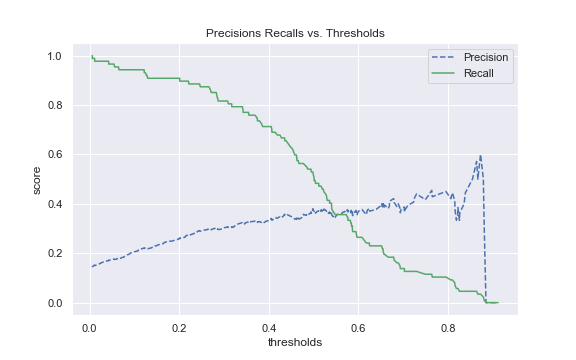 Precisions Recalls vs. Thresholds
Precision
Recall
1.0
0.8
0.6
0.4
0.2
0.0
score
0.0 0.2 0.4 0.6 0.8
thresholds